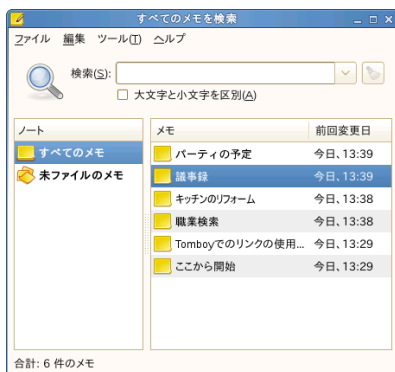 すべてのメモを検索
ファイル 編集 ツール(T) ヘルプ
検索(S):
大文字と小文字を区別(A)
ノート
すべてのメモ
未ファイルのメモ
メモ 前回変更日
パーティの予定 今日、13:39
議事録 今日、13:39
キッチンのリフォーム 今日、13:38
職業検索 今日、13:38
Tomboyでのリンクの使用... 今日、13:29
ここから開始 今日、13:29
合計: 6 件のメモ